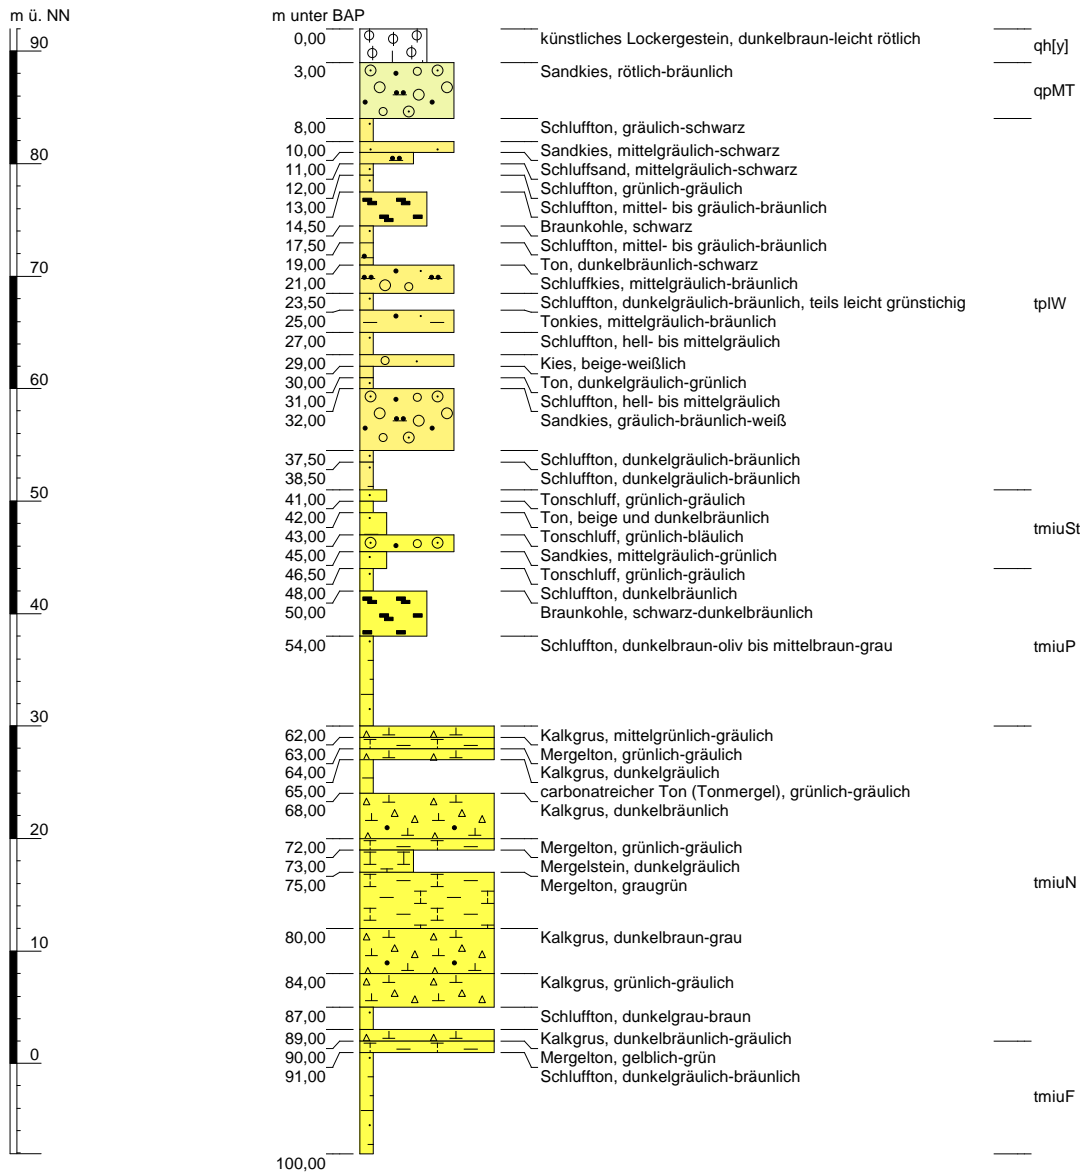 m ü. NN
m unter BAP
90
80
70
60
50
40
30
20
10
0
0,00 künstliches Lockergestein, dunkelbraun-leicht rötlich
qh[y]
3,00 Sandkies, rötlich-bräunlich
qpMT
8,00 Schluffton, gräulich-schwarz
10,00 Sandkies, mittelgräulich-schwarz
11,00 Schluffsand, mittelgräulich-schwarz
12,00 Schluffton, grünlich-gräulich
13,00 Schluffton, mittel- bis gräulich-bräunlich
14,50 Braunkohle, schwarz
17,50 Schluffton, mittel- bis gräulich-bräunlich
19,00 Ton, dunkelbräunlich-schwarz
21,00 Schluffkies, mittelgräulich-bräunlich
23,50 Schluffton, dunkelgräulich-bräunlich, teils leicht grünstichig
tplW
25,00 Tonkies, mittelgräulich-bräunlich
27,00 Schluffton, hell- bis mittelgräulich
29,00 Kies, beige-weißlich
30,00 Ton, dunkelgräulich-grünlich
31,00 Schluffton, hell- bis mittelgräulich
32,00 Sandkies, gräulich-bräunlich-weiß
37,50 Schluffton, dunkelgräulich-bräunlich
38,50 Schluffton, dunkelgräulich-bräunlich
41,00 Tonschluff, grünlich-gräulich
42,00 Ton, beige und dunkelbräunlich
tmiuSt
43,00 Tonschluff, grünlich-bläulich
45,00 Sandkies, mittelgräulich-grünlich
46,50 Tonschluff, grünlich-gräulich
48,00 Schluffton, dunkelbräunlich
50,00 Braunkohle, schwarz-dunkelbräunlich
54,00 Schluffton, dunkelbraun-oliv bis mittelbraun-grau
tmiuP
62,00 Kalkgrus, mittelgrünlich-gräulich
63,00 Mergelton, grünlich-gräulich
64,00 Kalkgrus, dunkelgräulich
65,00 carbonatreicher Ton (Tonmergel), grünlich-gräulich
68,00 Kalkgrus, dunkelbräunlich
72,00 Mergelton, grünlich-gräulich
73,00 Mergelstein, dunkelgräulich
75,00 Mergelton, graugrün
tmiuN
80,00 Kalkgrus, dunkelbraun-grau
84,00 Kalkgrus, grünlich-gräulich
87,00 Schluffton, dunkelgrau-braun
89,00 Kalkgrus, dunkelbräunlich-gräulich
90,00 Mergelton, gelblich-grün
91,00 Schluffton, dunkelgräulich-bräunlich
tmiuF
100,00